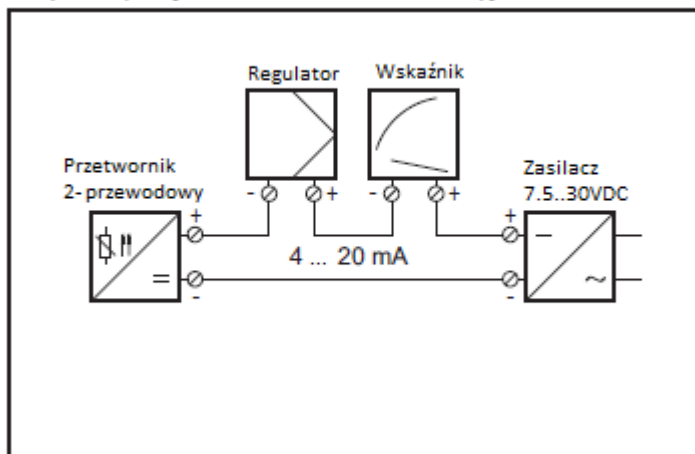 Regulator
Wskaźnik
Przetwornik
2- przewodowy
Zasilacz
7.5..30VDC
- + - +
+ +
4 ... 20 mA
- -